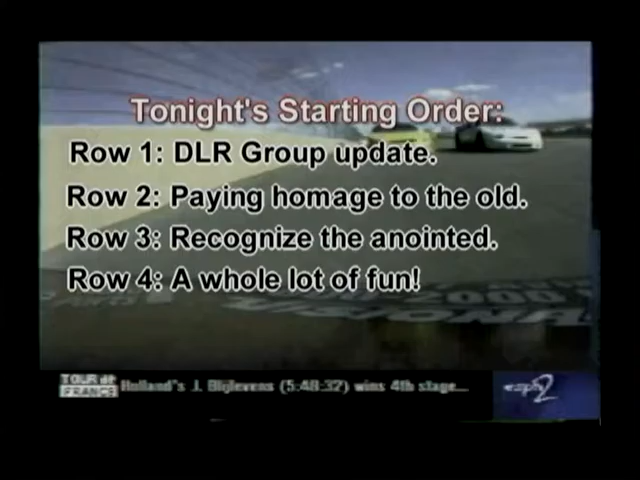 Tonight's Starting Order:
Row 1: DLR Group update.
Row 2: Paying homage to the old.
Row 3: Recognize the anointed.
Row 4: A whole lot of fun!
2000
TOUR de FRANCE
Holland's J. Blijlevens (5:48:32) wins 4th stage...
espn2